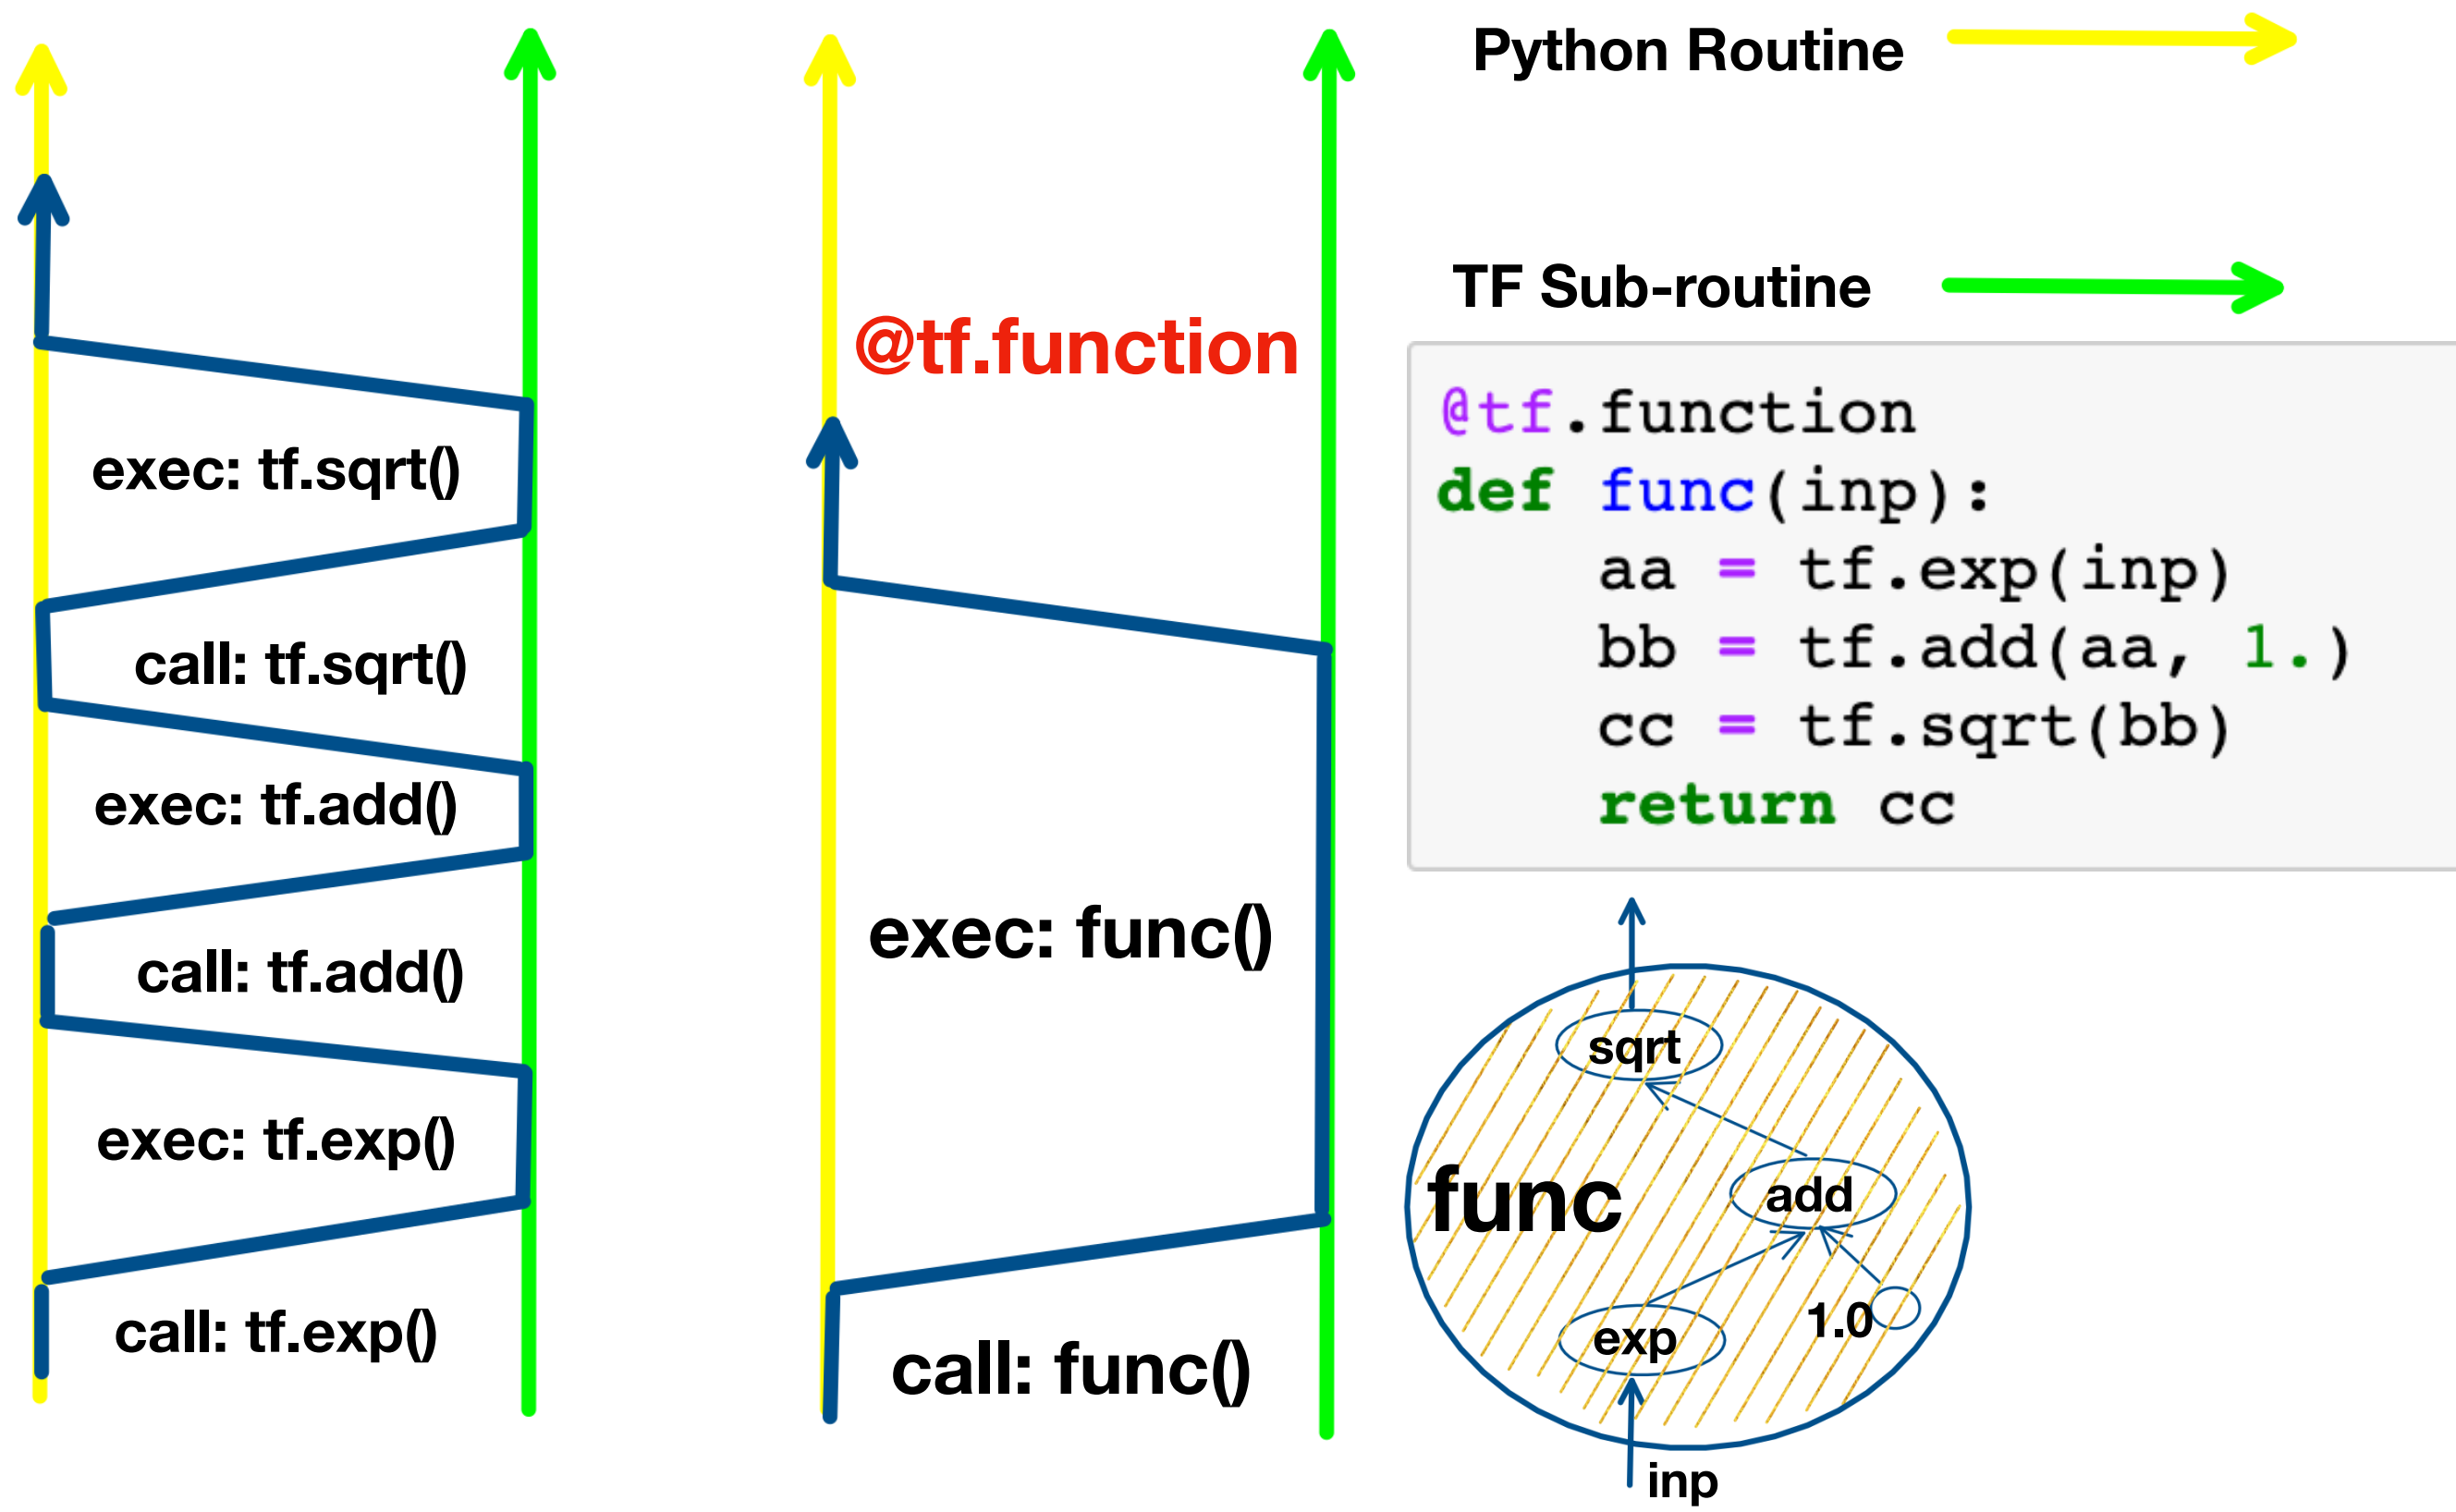 exec: tf.sqrt()
call: tf.sqrt()
exec: tf.add()
call: tf.add()
exec: tf.exp()
call: tf.exp()
@tf.function
exec: func()
call: func()
Python Routine
TF Sub-routine
@tf.function
def func(inp):
    aa = tf.exp(inp)
    bb = tf.add(aa, 1.)
    cc = tf.sqrt(bb)
    return cc
sqrt
func
add
exp
1.0
inp